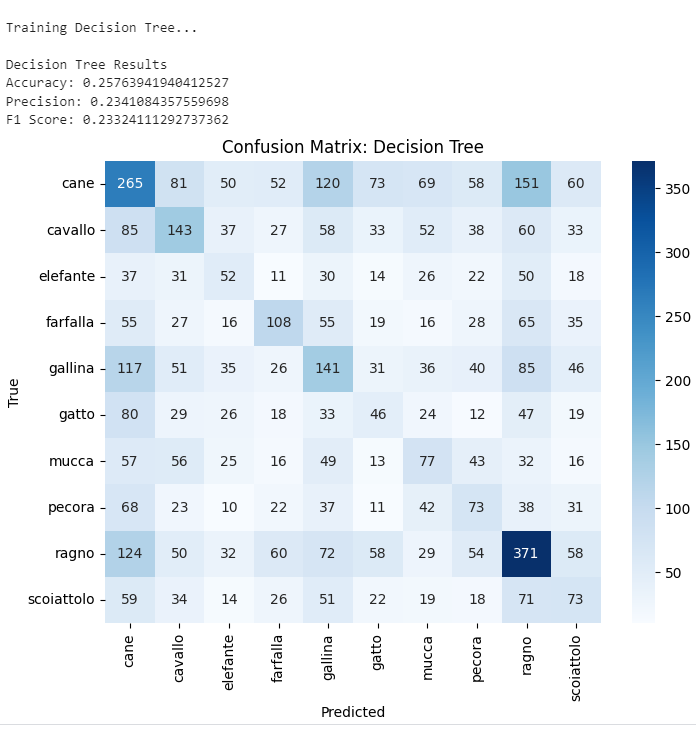 Training Decision Tree...
Decision Tree Results
Accuracy: 0.25763941940412527
Precision: 0.2341084357559698
F1 Score: 0.23324111292737362
Confusion Matrix: Decision Tree
cane 265 81 50 52 120 73 69 58 151 60
cavallo 85 143 37 27 58 33 52 38 60 33
elefante 37 31 52 11 30 14 26 22 50 18
farfalla 55 27 16 108 55 19 16 28 65 35
gallina 117 51 35 26 141 31 36 40 85 46
gatto 80 29 26 18 33 46 24 12 47 19
mucca 57 56 25 16 49 13 77 43 32 16
pecora 68 23 10 22 37 11 42 73 38 31
ragno 124 50 32 60 72 58 29 54 371 58
scoiattolo 59 34 14 26 51 22 19 18 71 73
True
cane cavallo elefante farfalla gallina gatto mucca pecora ragno scoiattolo
Predicted
350
300
250
200
150
100
50